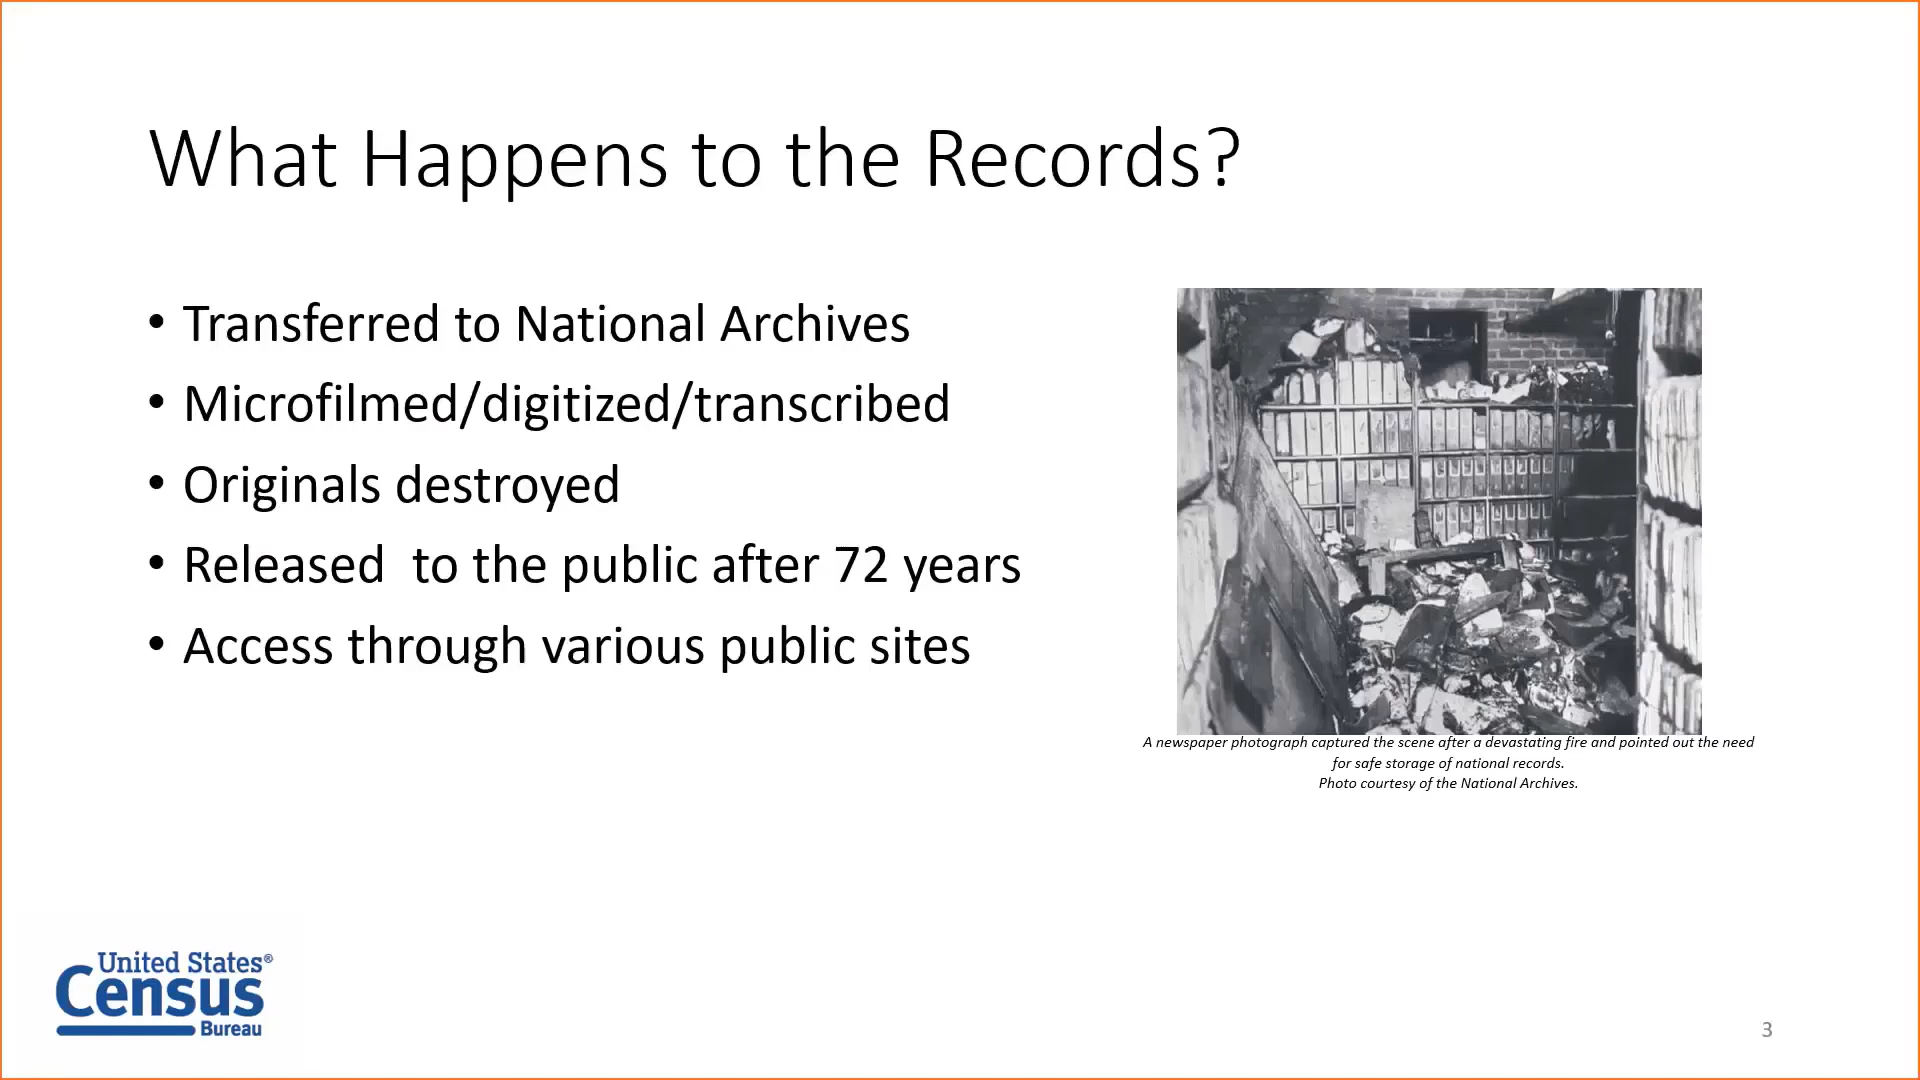 What Happens to the Records?
• Transferred to National Archives
• Microfilmed/digitized/transcribed
• Originals destroyed
• Released  to the public after 72 years
• Access through various public sites
A newspaper photograph captured the scene after a devastating fire and pointed out the need
for safe storage of national records.
Photo courtesy of the National Archives.
United States®
Census
Bureau
3